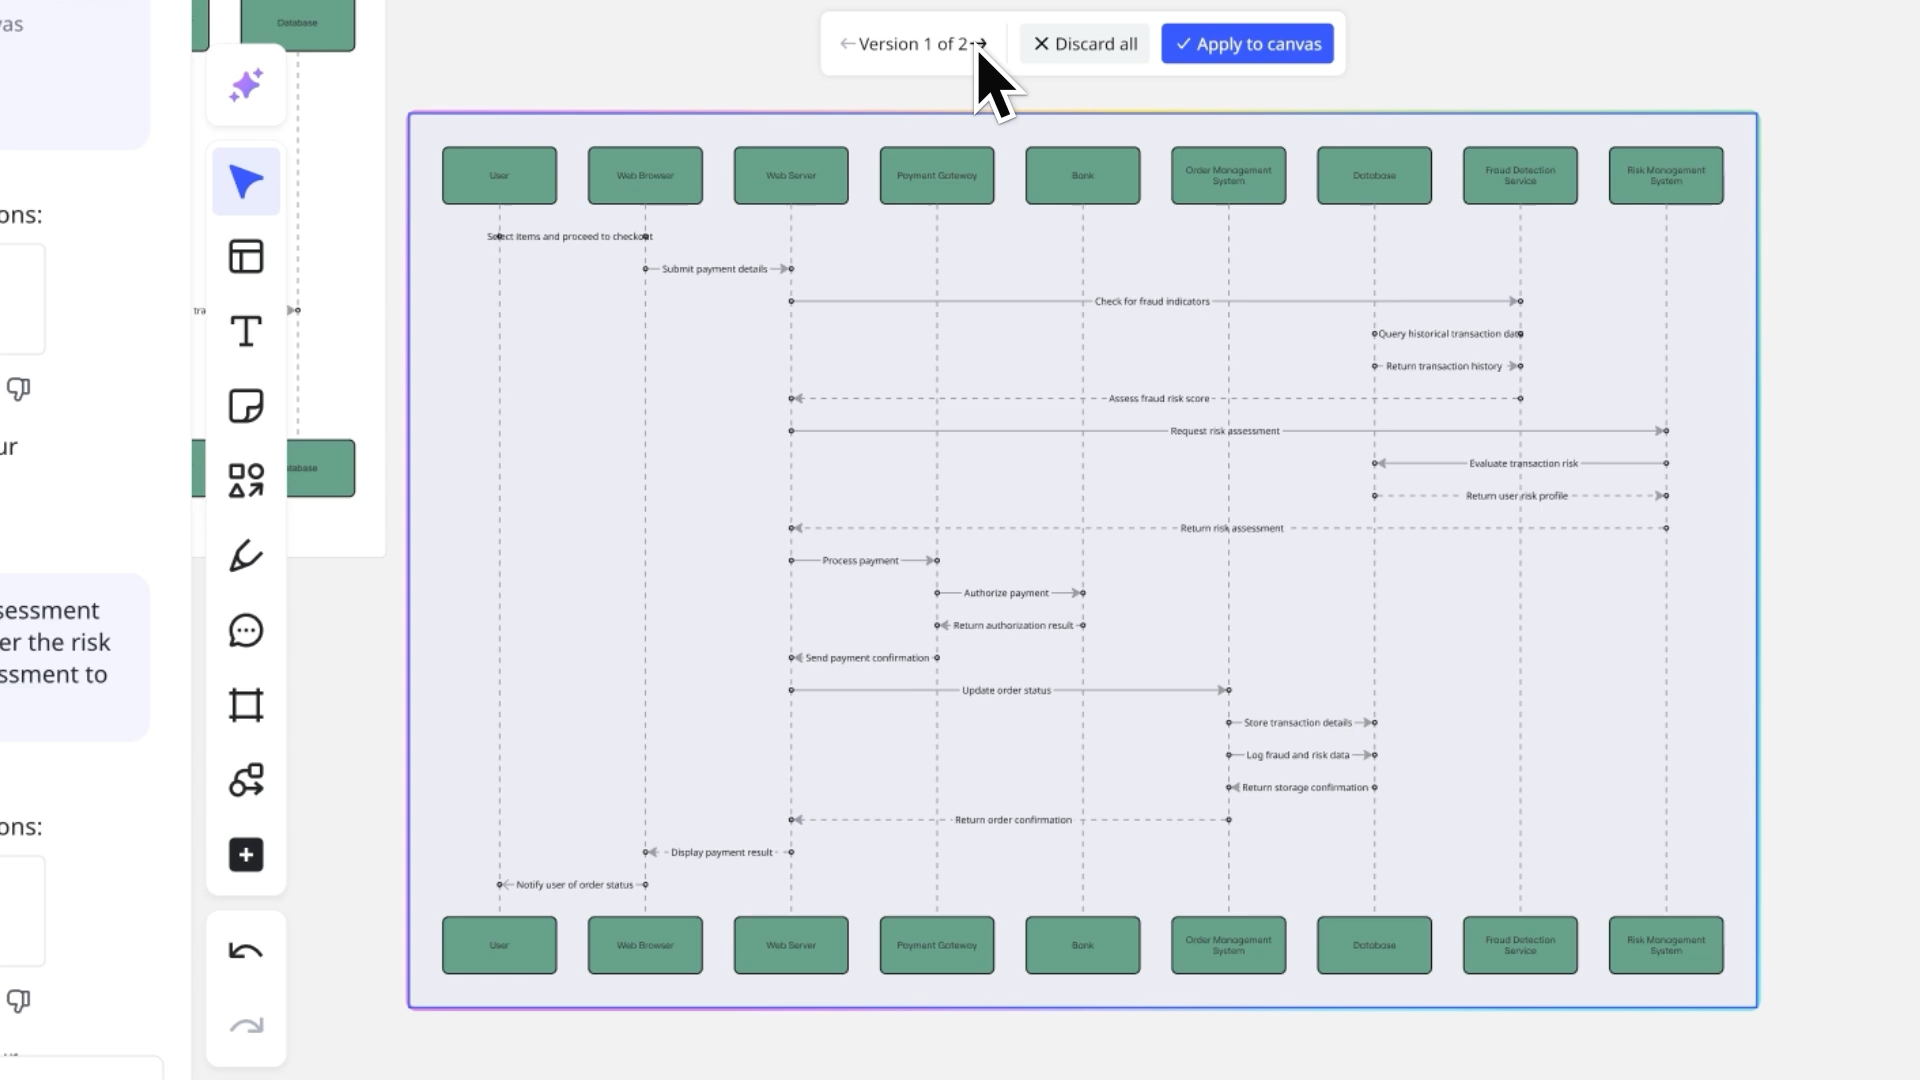 vas
ons:
ur
sessment
er the risk
ssment to
ons:
Database
tra
tabase
Version 1 of 2
Discard all
Apply to canvas
User
Web Browser
Web Server
Payment Gateway
Bank
Order Management
System
Database
Fraud Detection
Service
Risk Management
System
Select items and proceed to checkout
Submit payment details
Check for fraud indicators
Query historical transaction data
Return transaction history
Assess fraud risk score
Request risk assessment
Evaluate transaction risk
Return user risk profile
Return risk assessment
Process payment
Authorize payment
Return authorization result
Send payment confirmation
Update order status
Store transaction details
Log fraud and risk data
Return storage confirmation
Return order confirmation
Display payment result
Notify user of order status
User
Web Browser
Web Server
Payment Gateway
Bank
Order Management
System
Database
Fraud Detection
Service
Risk Management
System